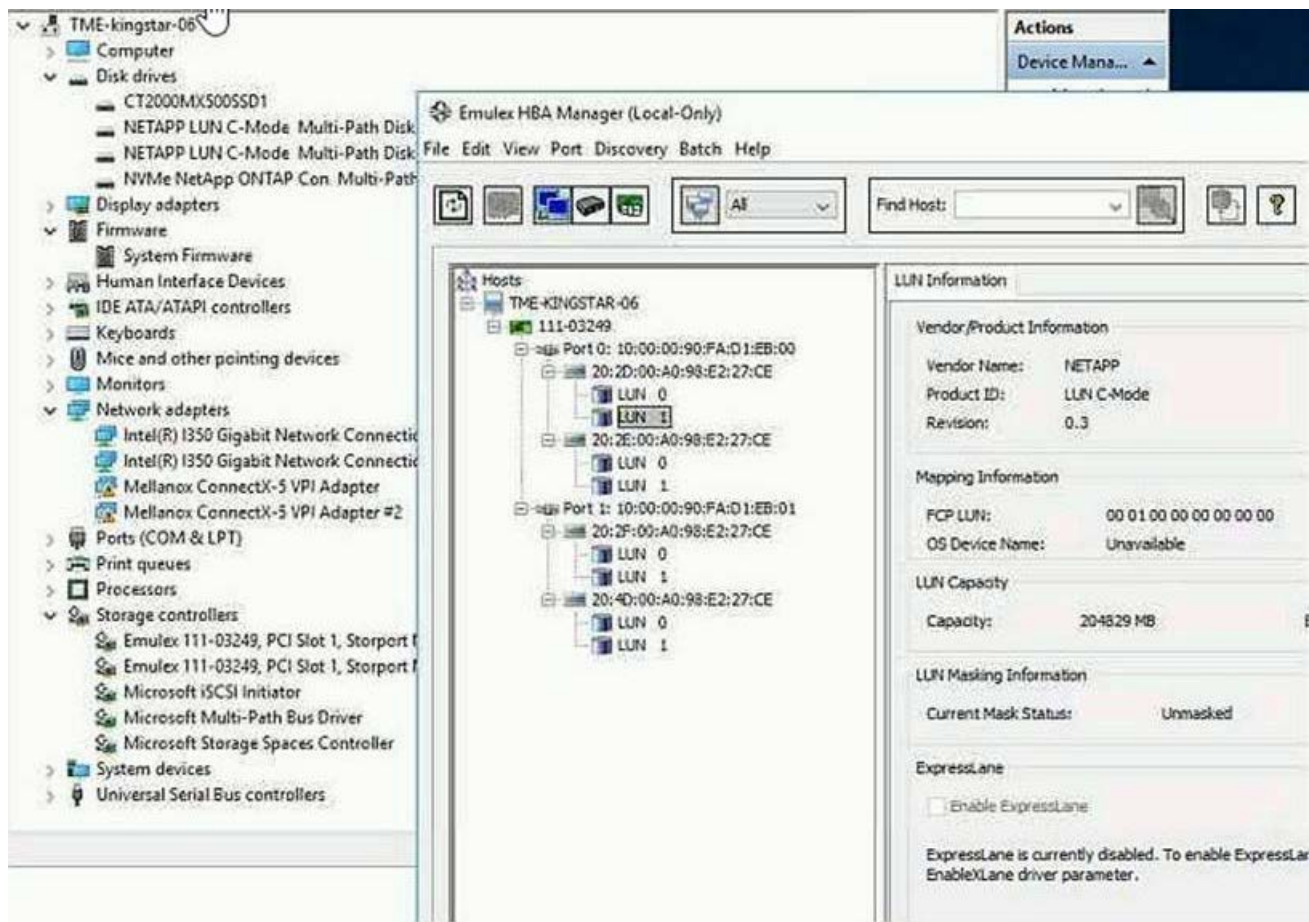 TME-kingstar-06
Computer
Disk drives
CT2000MX500SSD1
NETAPP LUN C-Mode Multi-Path Disk
NETAPP LUN C-Mode Multi-Path Disk
NVMe NetApp ONTAP Con. Multi-Path
Display adapters
Firmware
System Firmware
Human Interface Devices
IDE ATA/ATAPI controllers
Keyboards
Mice and other pointing devices
Monitors
Network adapters
Intel(R) I350 Gigabit Network Connectic
Intel(R) I350 Gigabit Network Connectic
Mellanox ConnectX-5 VPI Adapter
Mellanox ConnectX-5 VPI Adapter #2
Ports (COM & LPT)
Print queues
Processors
Storage controllers
Emulex 111-03249, PCI Slot 1, Storport
Emulex 111-03249, PCI Slot 1, Storport
Microsoft iSCSI Initiator
Microsoft Multi-Path Bus Driver
Microsoft Storage Spaces Controller
System devices
Universal Serial Bus controllers
Actions
Device Mana...
Emulex HBA Manager (Local-Only)
File Edit View Port Discovery Batch Help
All
Find Host:
?
Hosts
TME-KINGSTAR-06
111-03249
Port 0: 10:00:00:90:FA:D1:EB:00
20:2D:00:A0:98:E2:27:CE
LUN 0
LUN 1
20:2E:00:A0:98:E2:27:CE
LUN 0
LUN 1
Port 1: 10:00:00:90:FA:D1:EB:01
20:2F:00:A0:98:E2:27:CE
LUN 0
LUN 1
20:4D:00:A0:98:E2:27:CE
LUN 0
LUN 1
LUN Information
Vendor/Product Information
Vendor Name: NETAPP
Product ID: LUN C-Mode
Revision: 0.3
Mapping Information
FCP LUN: 00 01 00 00 00 00 00 00
OS Device Name: Unavailable
LUN Capacity
Capacity: 204829 MB
LUN Masking Information
Current Mask Status: Unmasked
ExpressLane
Enable ExpressLane
ExpressLane is currently disabled. To enable ExpressLan
EnableXLane driver parameter.